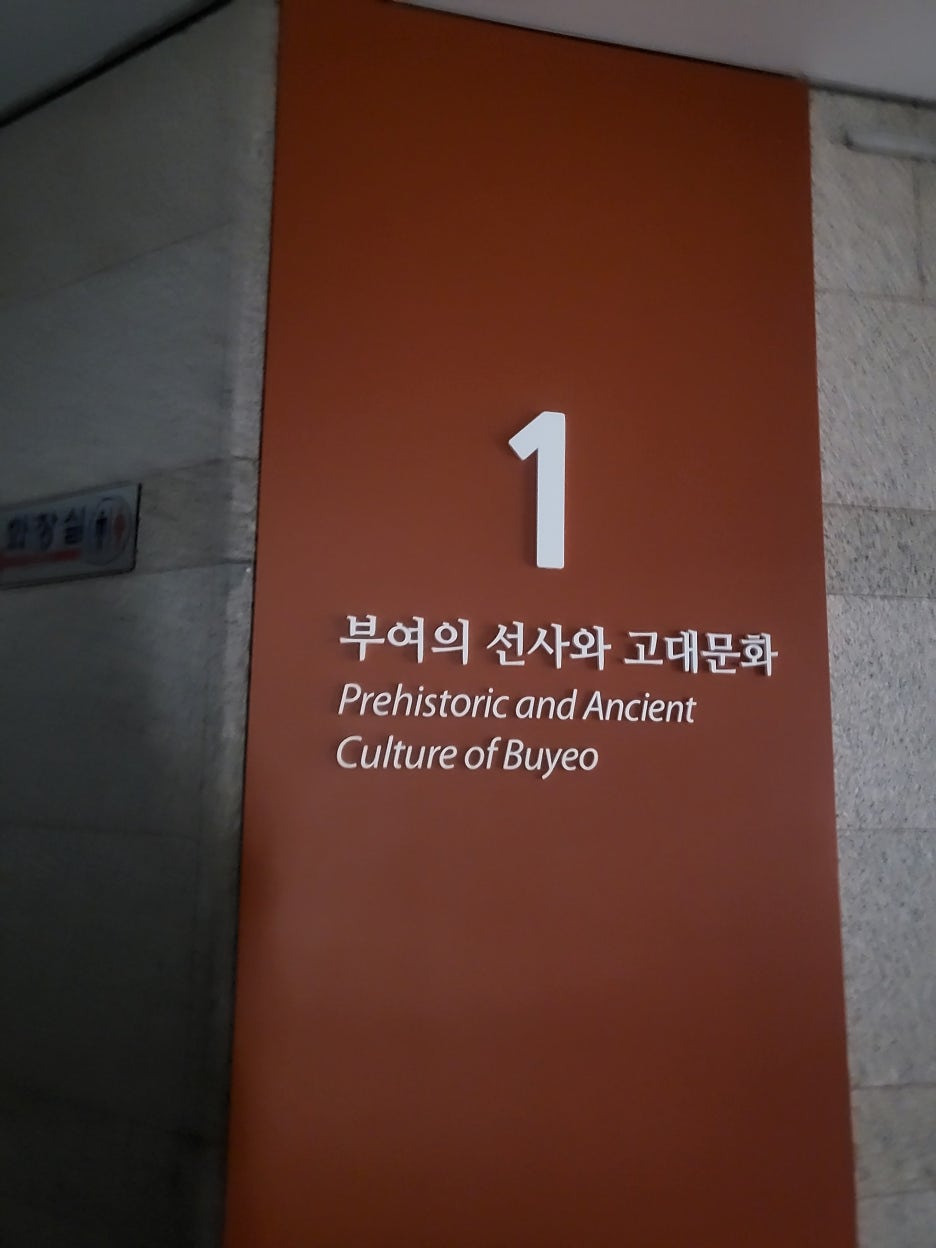 화장실
1
부여의 선사와 고대문화
Prehistoric and Ancient
Culture of Buyeo